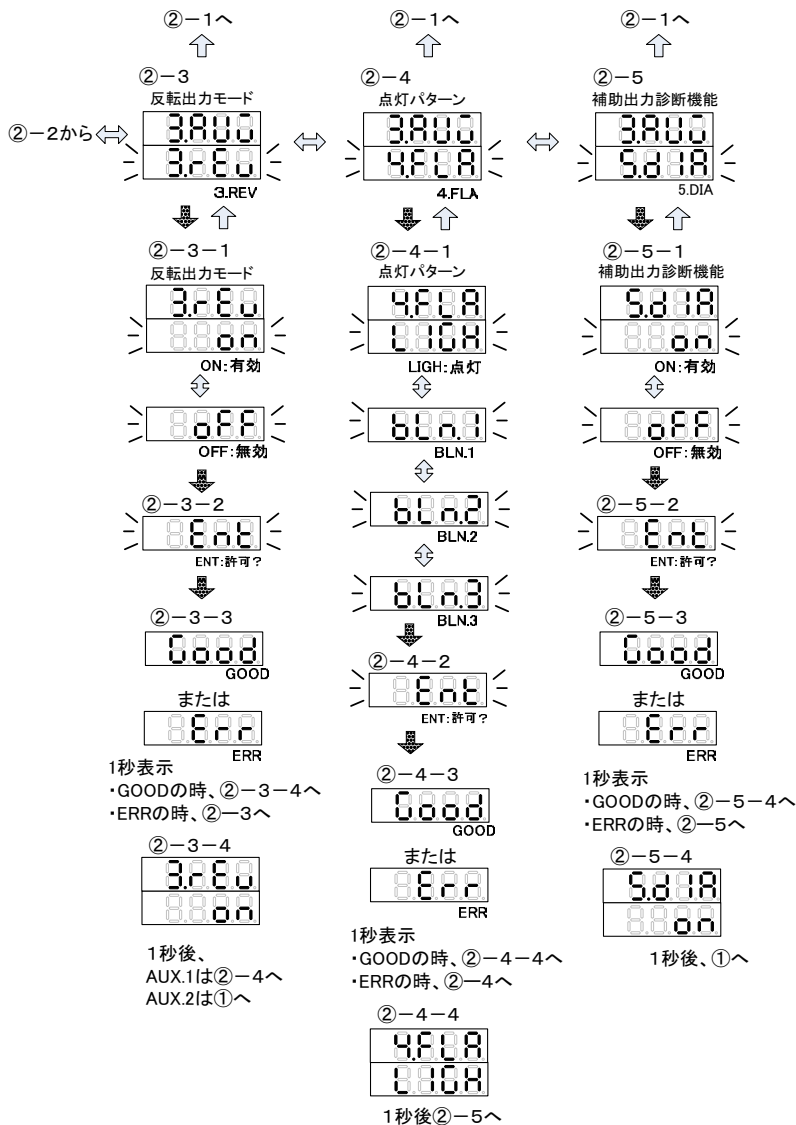 ②-2から
②-1へ
②-3
反転出力モード
3.rEv
3.REV
②-3-1
反転出力モード
3.rEv
on
ON:有効
oFF
OFF:無効
②-3-2
Ent
ENT:許可?
②-3-3
Good
GOOD
または
Err
ERR
1秒表示
・GOODの時、②-3-4へ
・ERRの時、②-3へ
②-3-4
3.rEv
on
1秒後、
AUX.1は②-4へ
AUX.2は①へ
②-1へ
②-4
点灯パターン
4.FLA
4.FLA
②-4-1
点灯パターン
4.FLA
LIGH
LIGH:点灯
bLn.1
BLN.1
bLn.2
BLN.2
bLn.3
BLN.3
②-4-2
Ent
ENT:許可?
②-4-3
Good
GOOD
または
Err
ERR
1秒表示
・GOODの時、②-4-4へ
・ERRの時、②-4へ
②-4-4
4.FLA
LIGH
1秒後②-5へ
②-1へ
②-5
補助出力診断機能
5.dIA
5.DIA
②-5-1
補助出力診断機能
5.dIA
on
ON:有効
oFF
OFF:無効
②-5-2
Ent
ENT:許可?
②-5-3
Good
GOOD
または
Err
ERR
1秒表示
・GOODの時、②-5-4へ
・ERRの時、②-5へ
②-5-4
5.dIA
on
1秒後、①へ